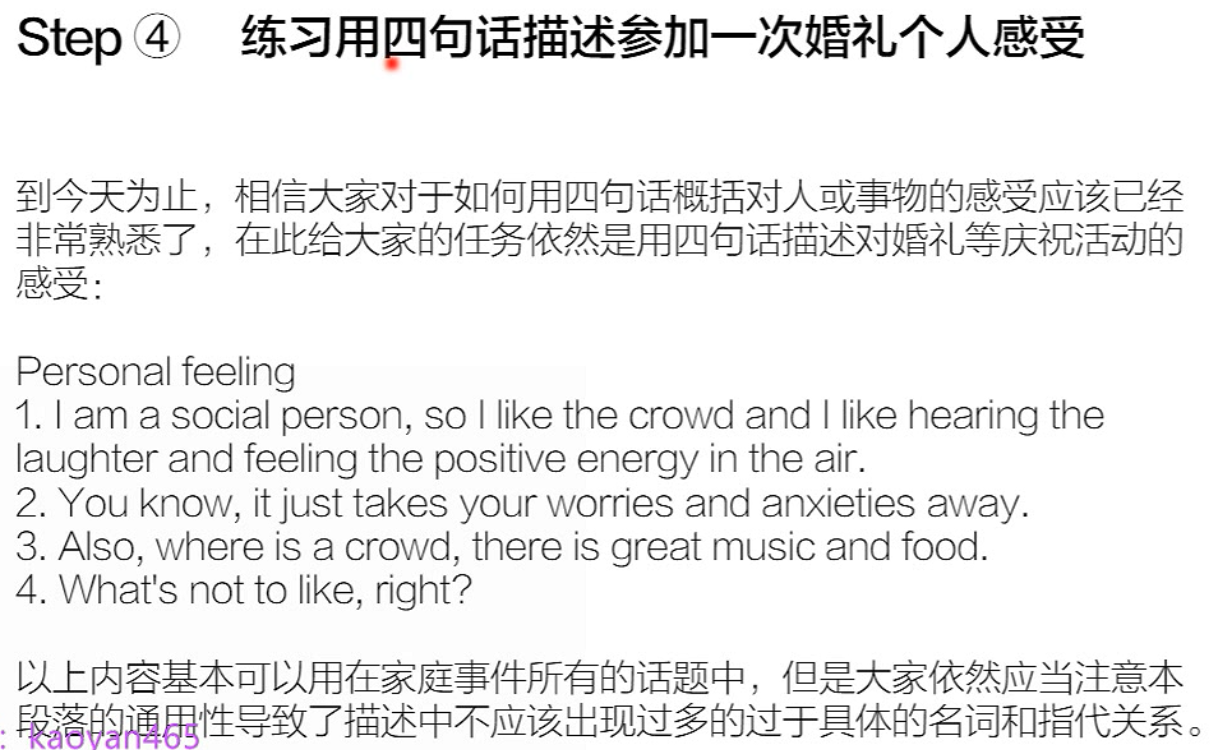 Step ④ 练习用四句话描述参加一次婚礼个人感受
到今天为止，相信大家对于如何用四句话概括对人或事物的感受应该已经
非常熟悉了，在此给大家的任务依然是用四句话描述对婚礼等庆祝活动的
感受：
Personal feeling
1. I am a social person, so I like the crowd and I like hearing the
laughter and feeling the positive energy in the air.
2. You know, it just takes your worries and anxieties away.
3. Also, where is a crowd, there is great music and food.
4. What's not to like, right?
以上内容基本可以用在家庭事件所有的话题中，但是大家依然应当注意本
段落的通用性导致了描述中不应该出现过多的过于具体的名词和指代关系。
: kaoyan465